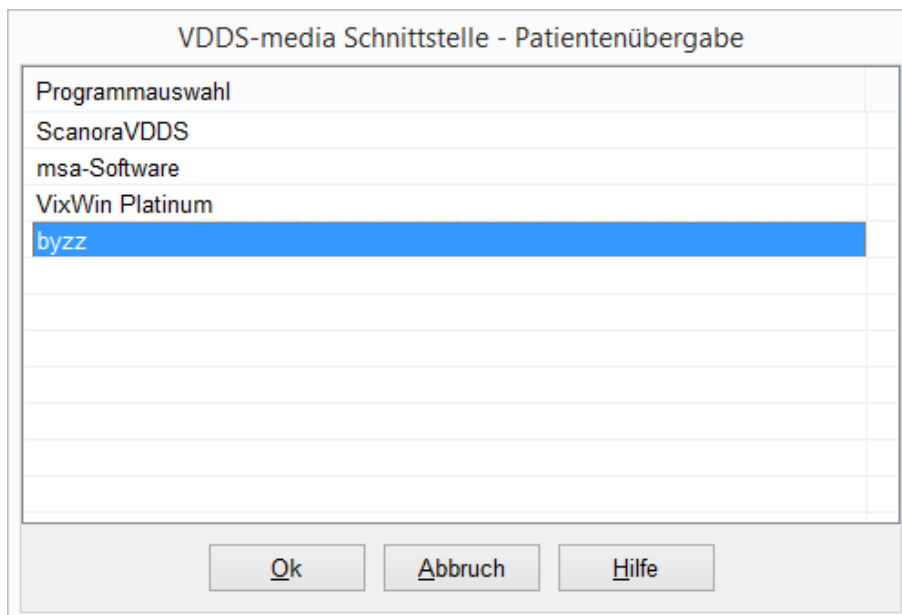 VDDS-media Schnittstelle - Patientenübergabe
Programmauswahl
ScanoraVDDS
msa-Software
VixWin Platinum
byzz
Ok Abbruch Hilfe